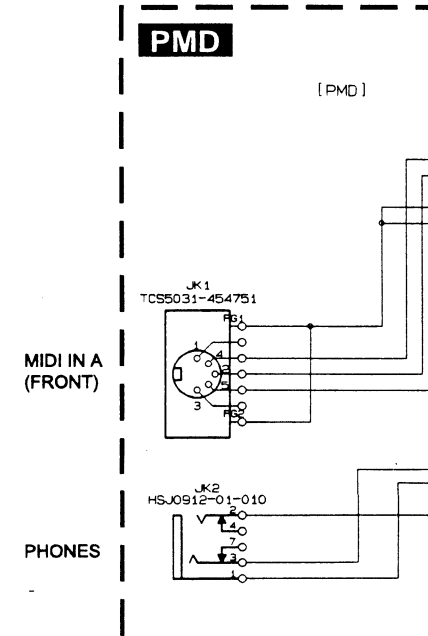 PMD
[PMD]
JK1
TCS5031-454751
FG1
1
4
2
5
3
FG2
MIDI IN A
(FRONT)
JK2
HSJ0912-01-010
2
4
7
3
1
PHONES